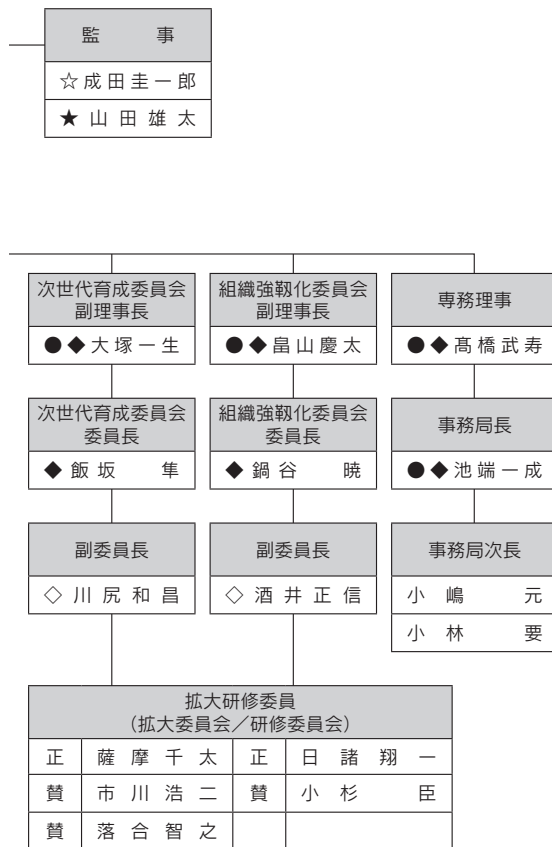 監事
☆成田圭一郎
★山田雄太
次世代育成委員会
副理事長
●◆大塚一生
次世代育成委員会
委員長
◆飯坂 隼
副委員長
◇川尻和昌
組織強靱化委員会
副理事長
●◆畠山慶太
組織強靱化委員会
委員長
◆鍋谷 暁
副委員長
◇酒井正信
専務理事
●◆髙橋武寿
事務局長
●◆池端一成
事務局次長
小嶋 元
小林 要
拡大研修委員
(拡大委員会／研修委員会)
正 薩摩千太 正 日諸翔一
賛 市川浩二 賛 小杉 臣
賛 落合智之